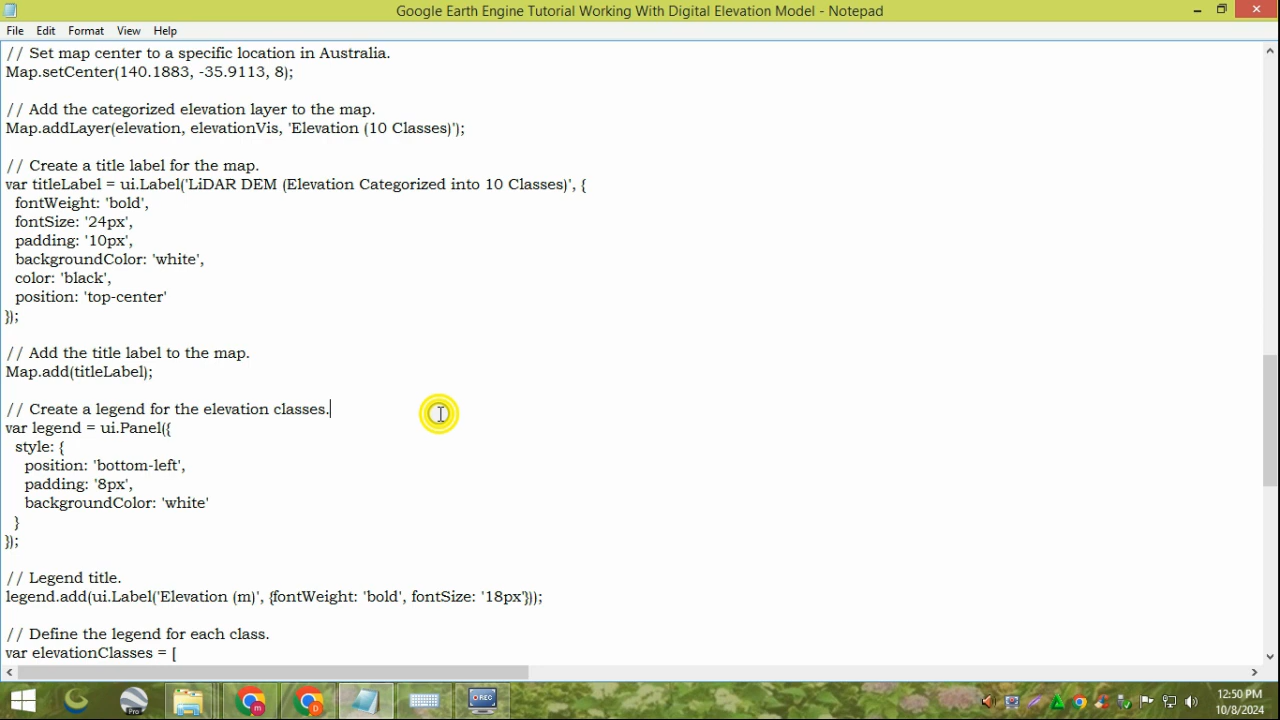 Google Earth Engine Tutorial Working With Digital Elevation Model - Notepad
File Edit Format View Help
// Set map center to a specific location in Australia.
Map.setCenter(140.1883, -35.9113, 8);
// Add the categorized elevation layer to the map.
Map.addLayer(elevation, elevationVis, 'Elevation (10 Classes)');
// Create a title label for the map.
var titleLabel = ui.Label('LiDAR DEM (Elevation Categorized into 10 Classes)', {
fontWeight: 'bold',
fontSize: '24px',
padding: '10px',
backgroundColor: 'white',
color: 'black',
position: 'top-center'
});
// Add the title label to the map.
Map.add(titleLabel);
// Create a legend for the elevation classes.
var legend = ui.Panel({
style: {
position: 'bottom-left',
padding: '8px',
backgroundColor: 'white'
}
});
// Legend title.
legend.add(ui.Label('Elevation (m)', {fontWeight: 'bold', fontSize: '18px'}));
// Define the legend for each class.
var elevationClasses = [
Pro
m
D
REC
12:50 PM
10/8/2024